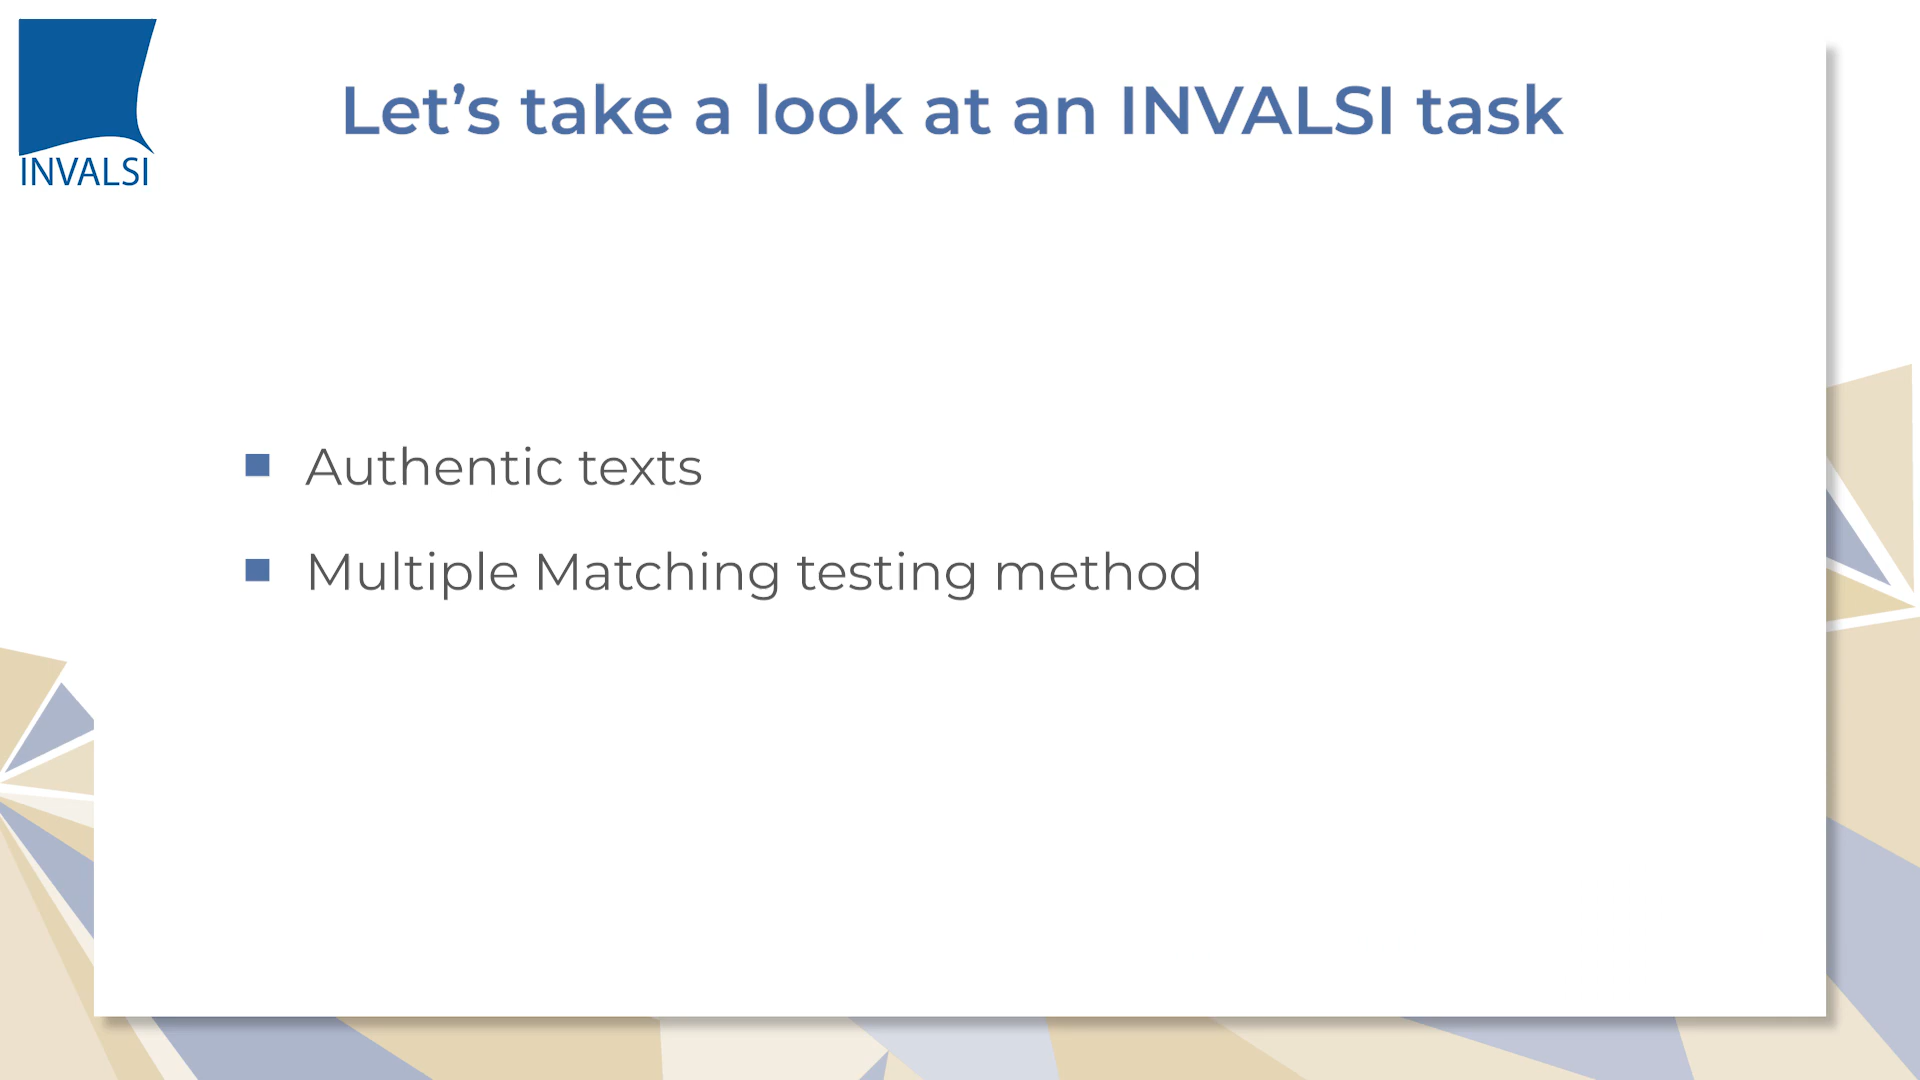 INVALSI
Let’s take a look at an INVALSI task
Authentic texts
Multiple Matching testing method